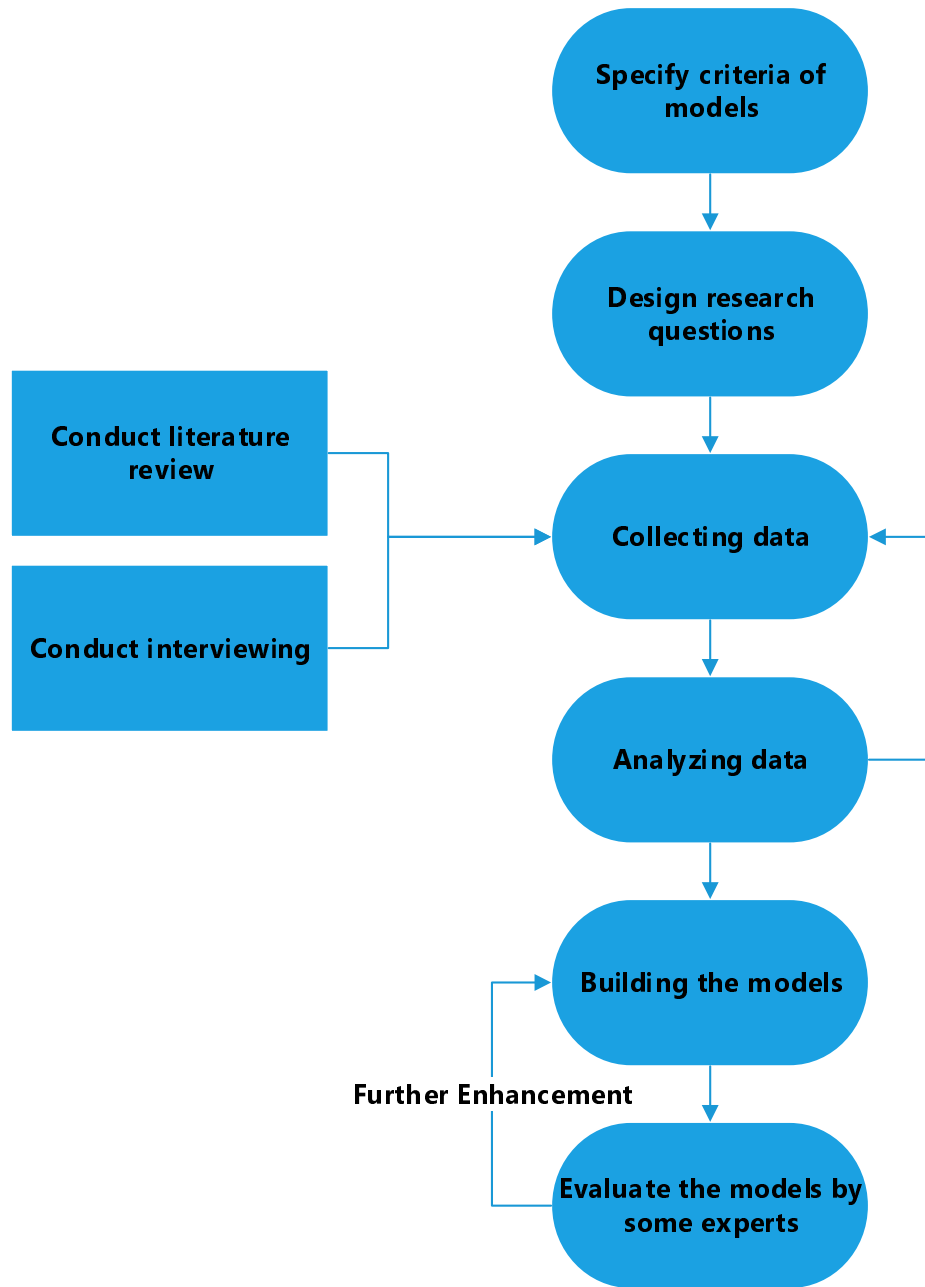 Specify criteria of
models
Design research
questions
Conduct literature
review
Collecting data
Conduct interviewing
Analyzing data
Building the models
Further Enhancement
Evaluate the models by
some experts